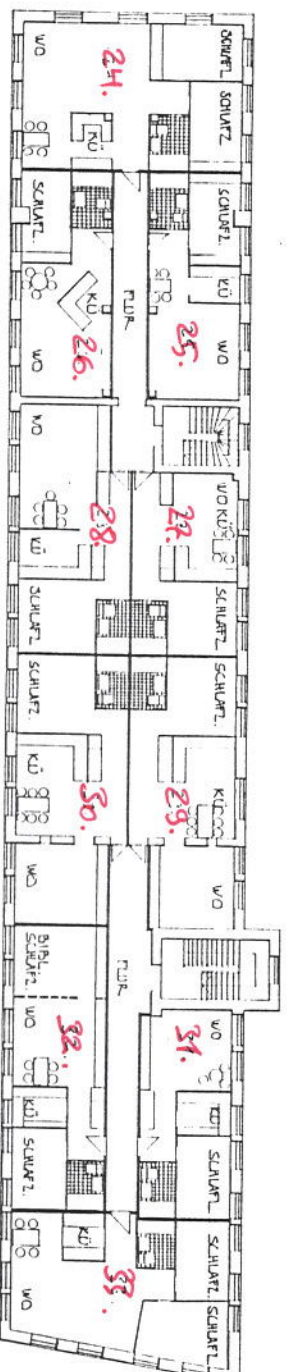 WO
24.
SCHLAFZ.
SCHLAFZ.
KÜ
SCHLAFZ.
WO
KÜ
26.
FLUR
SCHLAFZ.
KÜ
25.
WO
WO
28.
KÜ
SCHLAFZ.
WO KÜ
27.
SCHLAFZ.
SCHLAFZ.
KÜ
30.
WO
SCHLAFZ.
KÜ
29.
WO
FLUR
BIBL.
SCHLAFZ.
WO
32.
KÜ
SCHLAFZ.
WO
31.
KÜ
SCHLAFZ.
KÜ
33.
WO
SCHLAFZ.
SCHLAFZ.